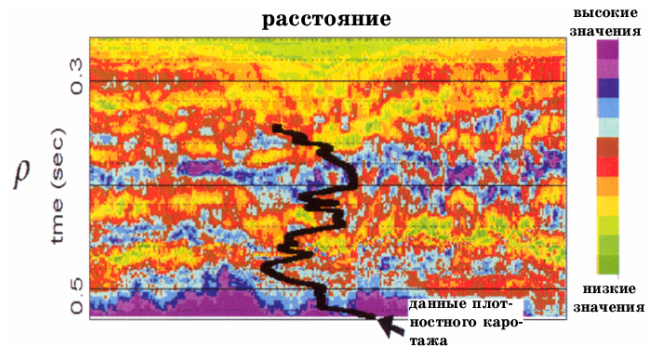 расстояние
высокие
значения
0.3
ρ
tme (sec)
0.5
данные плот-
ностного каро-
тажа
низкие
значения